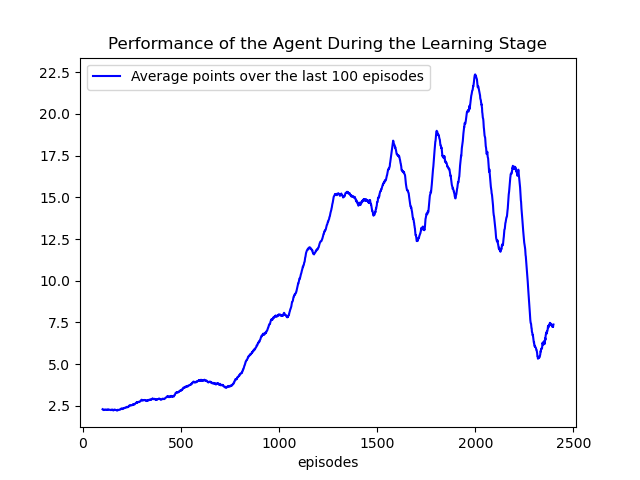 Performance of the Agent During the Learning Stage
Average points over the last 100 episodes
22.5
20.0
17.5
15.0
12.5
10.0
7.5
5.0
2.5
0 500 1000 1500 2000 2500
episodes